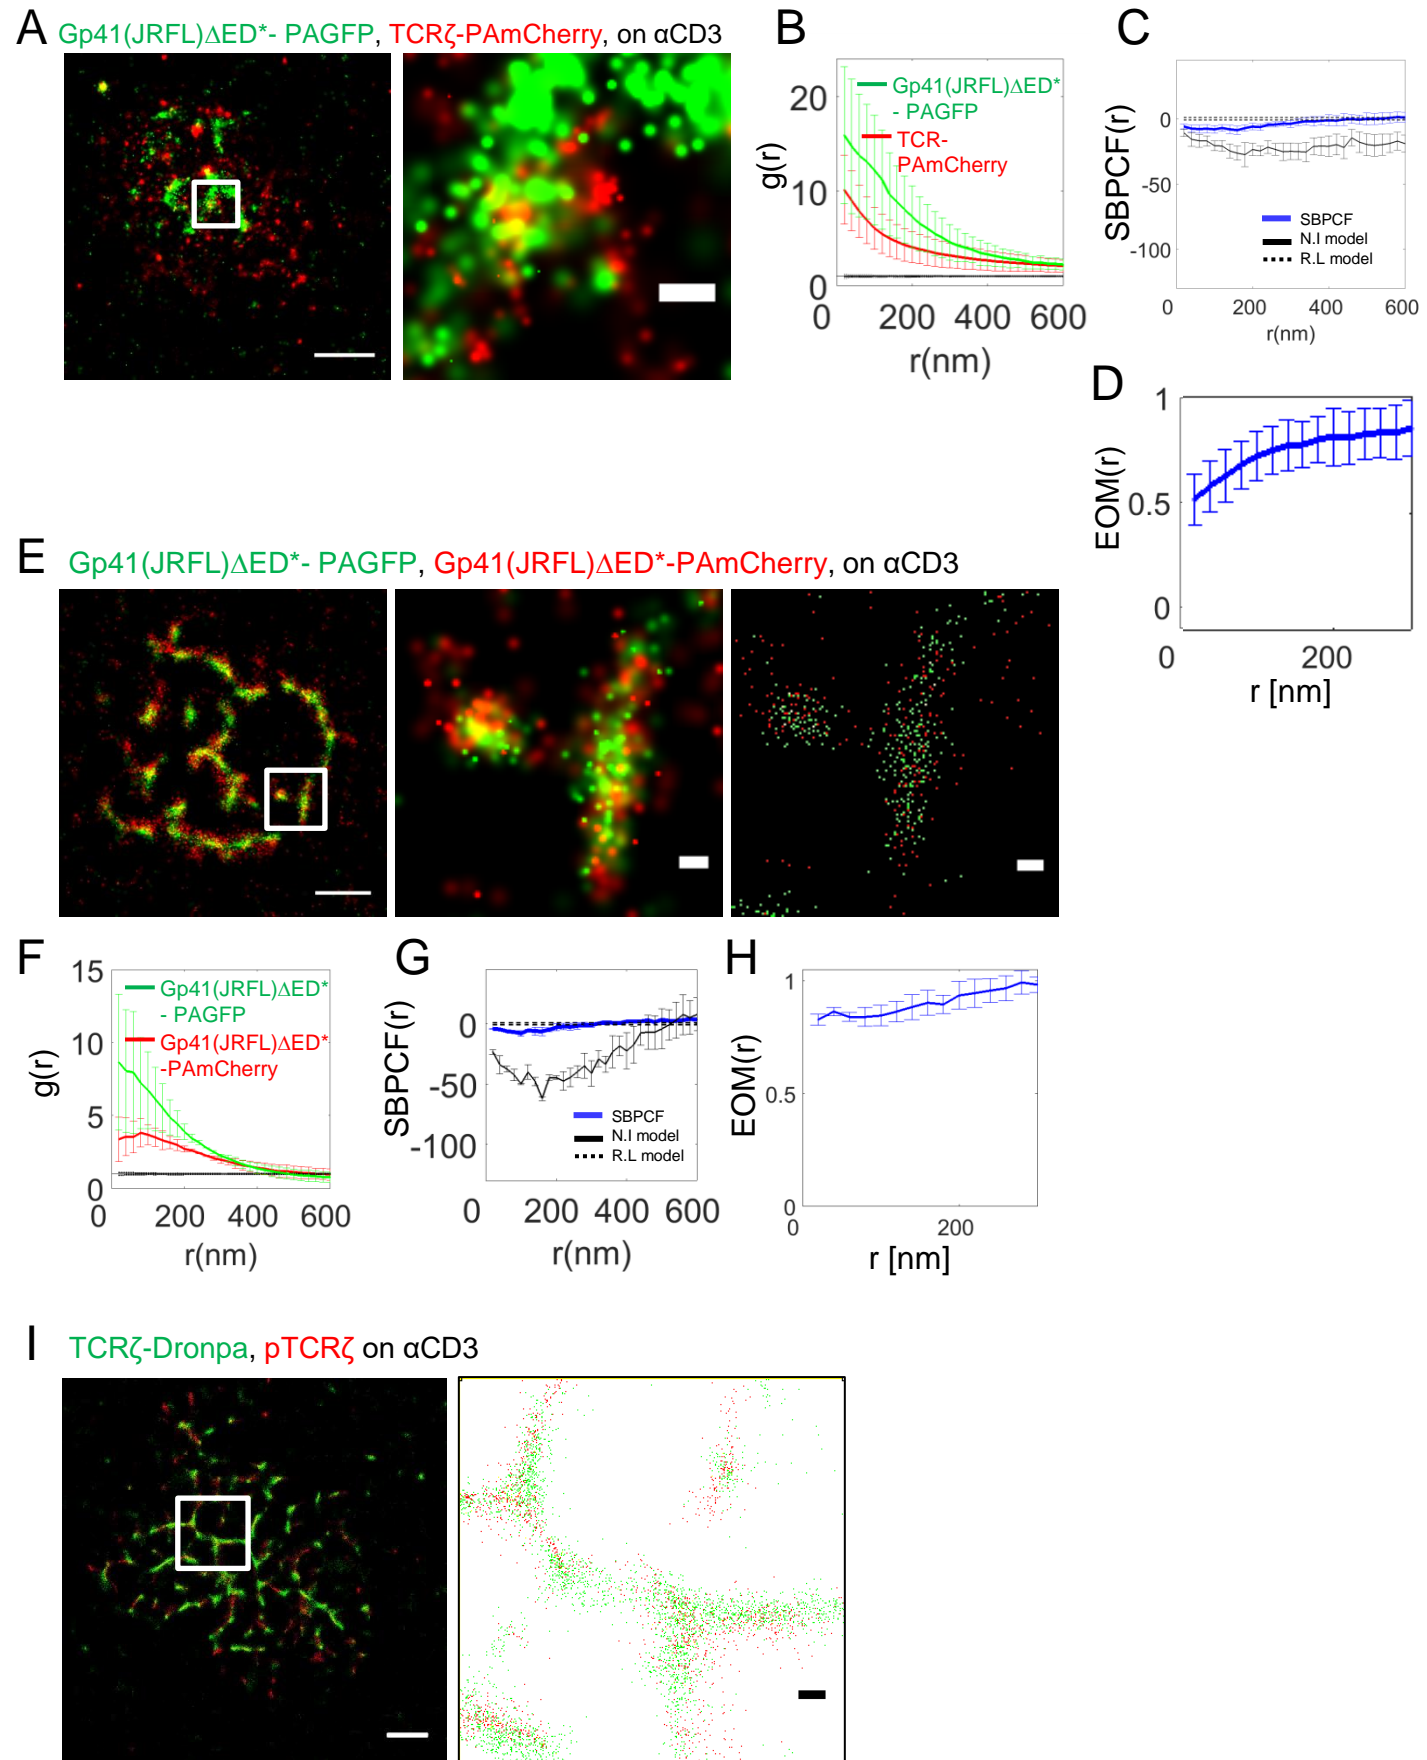 A Gp41(JRFL)ΔED*- PAGFP, TCRζ-PAmCherry, on αCD3
B
g(r)
20
10
0
Gp41(JRFL)ΔED*
- PAGFP
TCR-
PAmCherry
0 200 400 600
r(nm)
C
SBPCF(r)
0
-50
-100
SBPCF
N.I model
R.L model
0 200 400 600
r(nm)
D
EOM(r)
1
0.5
0
0 200
r [nm]
E Gp41(JRFL)ΔED*- PAGFP, Gp41(JRFL)ΔED*-PAmCherry, on αCD3
F
g(r)
15
10
5
0
Gp41(JRFL)ΔED*
- PAGFP
Gp41(JRFL)ΔED*
-PAmCherry
0 200 400 600
r(nm)
G
SBPCF(r)
0
-50
-100
SBPCF
N.I model
R.L model
0 200 400 600
r(nm)
H
EOM(r)
1
0.5
0
0 200
r [nm]
I TCRζ-Dronpa, pTCRζ on αCD3